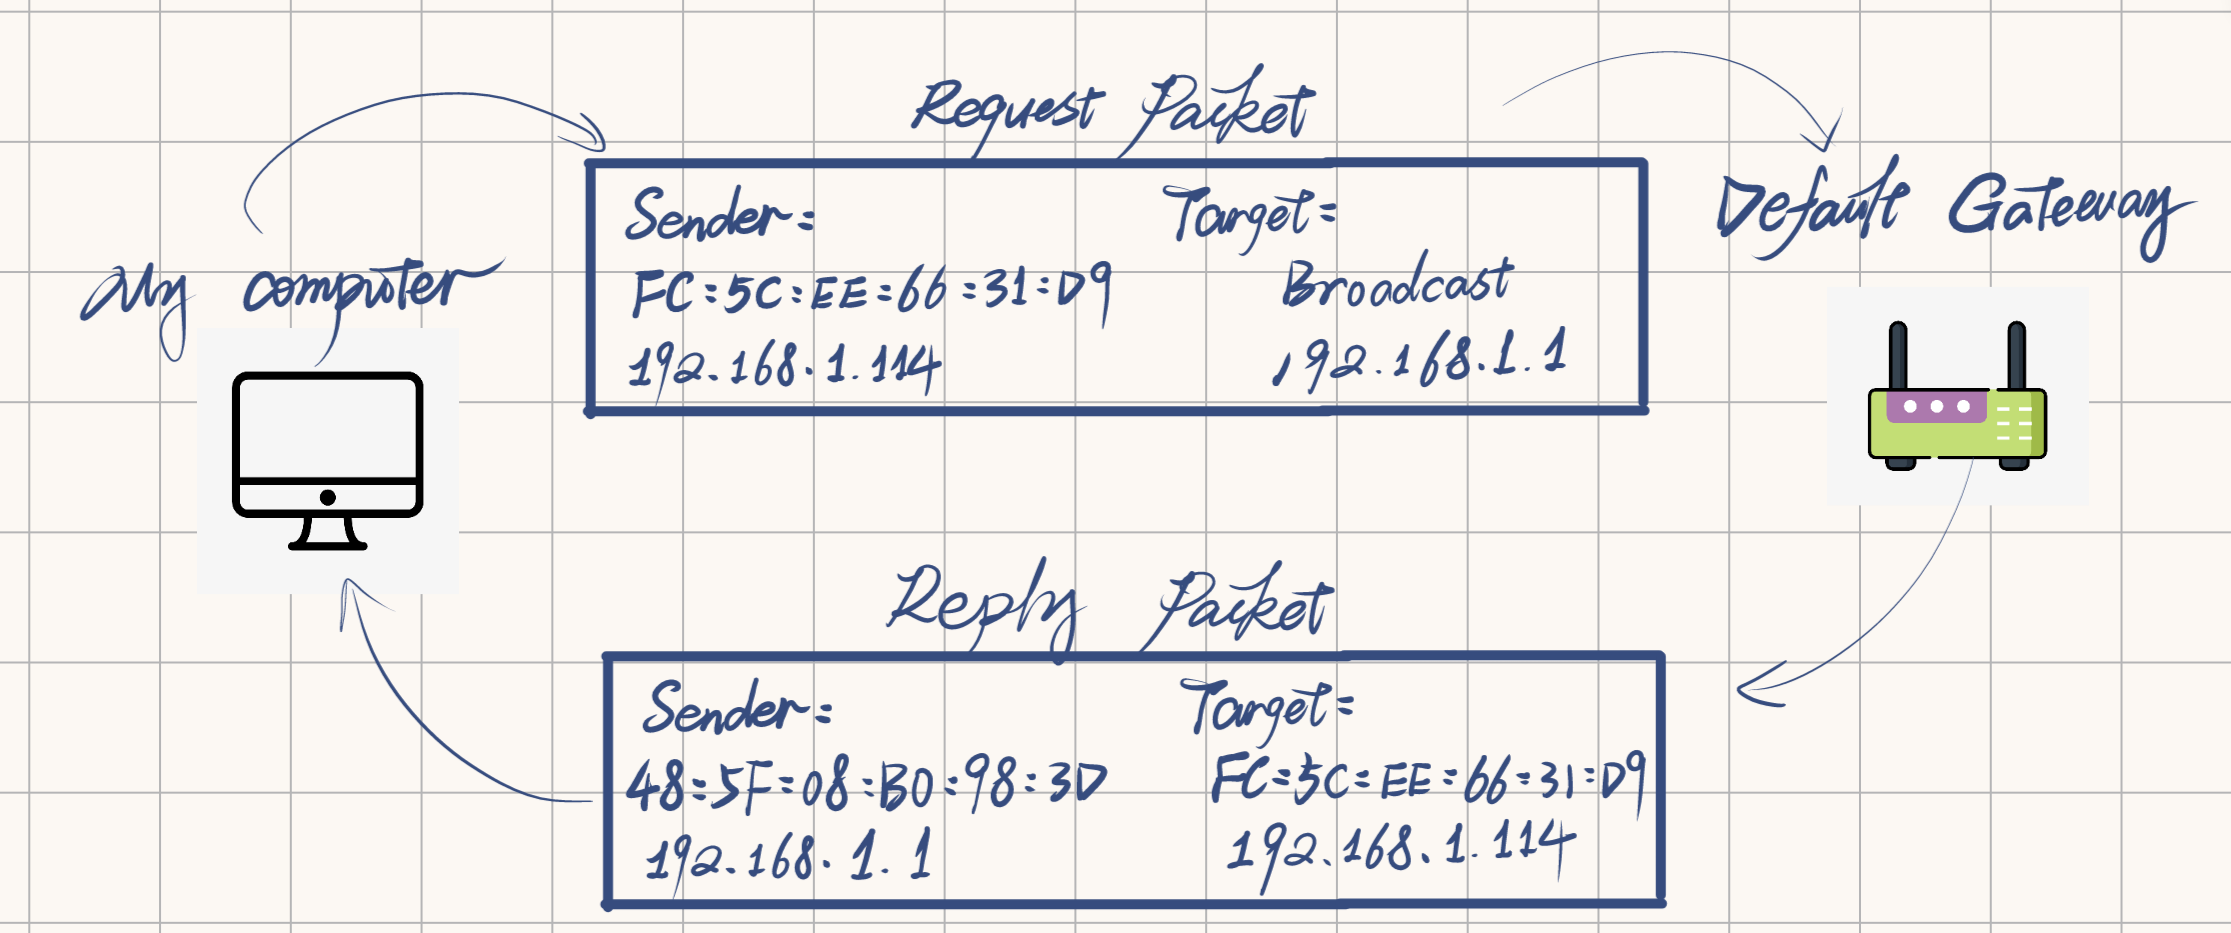 Request Packet
My computer
Sender:
FC:5C:EE:66:31:D9
192.168.1.114
Target:
Broadcast
192.168.1.1
Default Gateway
Reply Packet
Sender:
48:5F:08:B0:98:3D
192.168.1.1
Target:
FC:5C:EE:66:31:D9
192.168.1.114